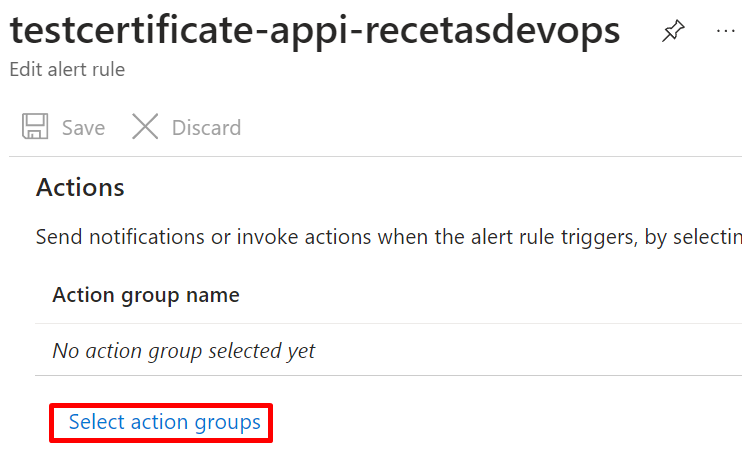 testcertificate-appi-recetasdevops
Edit alert rule
Save Discard
Actions
Send notifications or invoke actions when the alert rule triggers, by selectin
Action group name
No action group selected yet
Select action groups